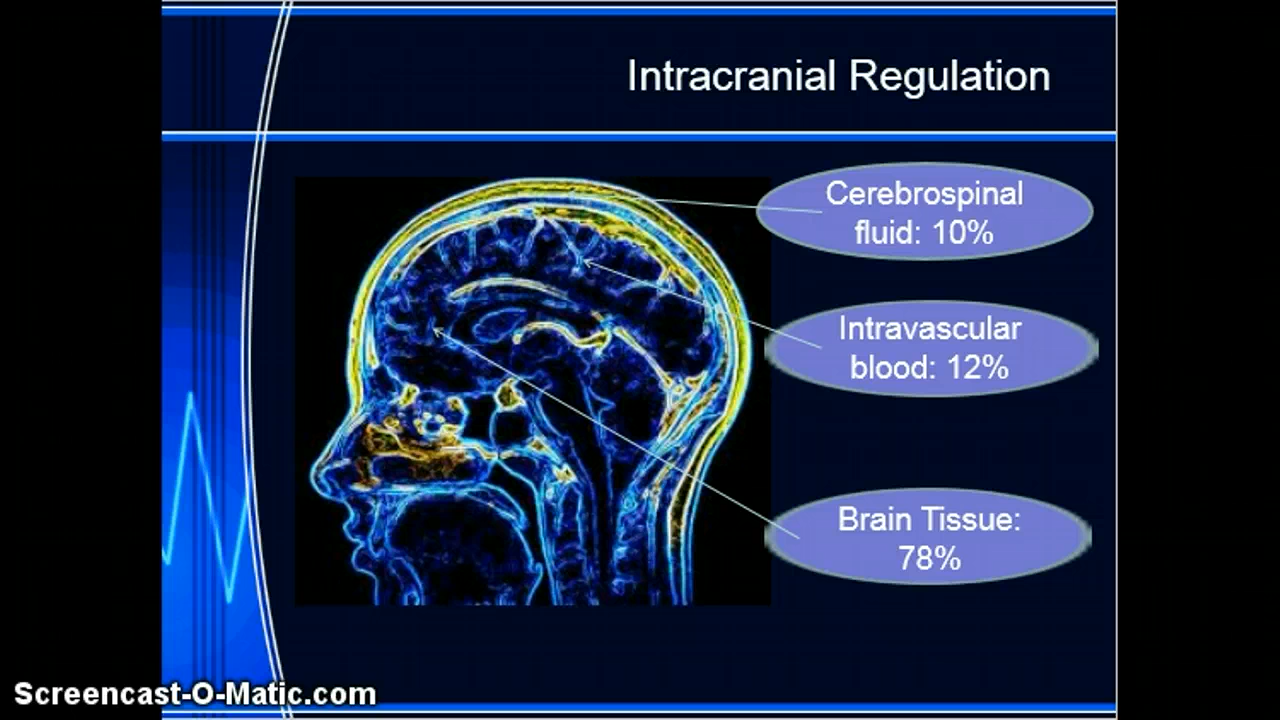 Intracranial Regulation
Cerebrospinal
fluid: 10%
Intravascular
blood: 12%
Brain Tissue:
78%
Screencast-O-Matic.com